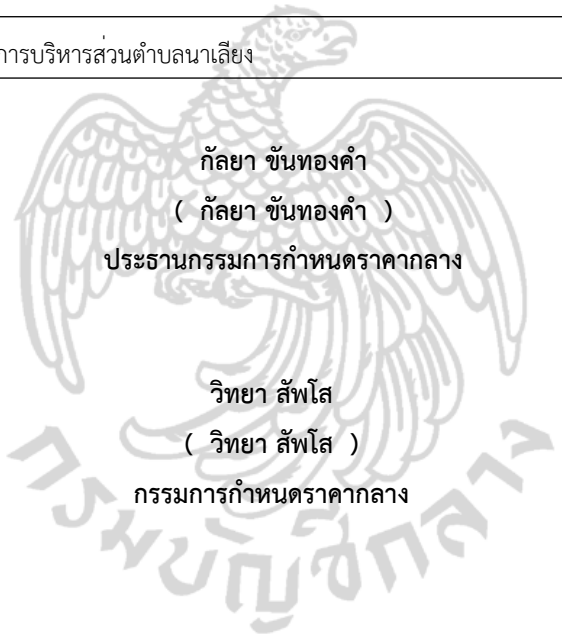 การบริหารส่วนตำบลนาเลียง
กัลยา ขันทองคำ
( กัลยา ขันทองคำ )
ประธานกรรมการกำหนดราคากลาง
วิทยา สัพโส
( วิทยา สัพโส )
กรรมการกำหนดราคากลาง
กรมบัญชีกลาง